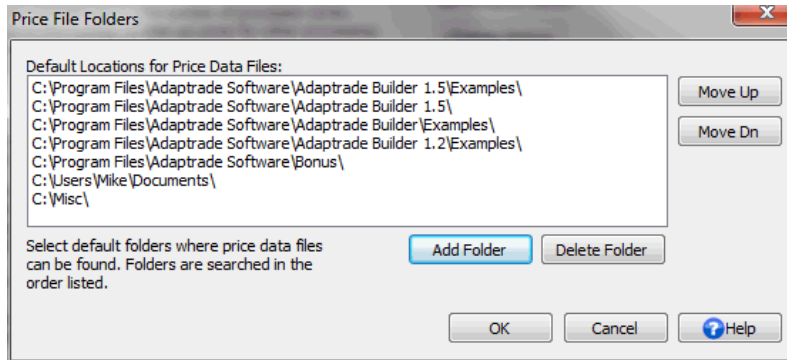 Price File Folders
Default Locations for Price Data Files:
C:\Program Files\Adaptrade Software\Adaptrade Builder 1.5\Examples\
C:\Program Files\Adaptrade Software\Adaptrade Builder 1.5\
C:\Program Files\Adaptrade Software\Adaptrade Builder\Examples\
C:\Program Files\Adaptrade Software\Adaptrade Builder 1.2\Examples\
C:\Program Files\Adaptrade Software\Bonus\
C:\Users\Mike\Documents\
C:\Misc\
Move Up
Move Dn
Select default folders where price data files
can be found. Folders are searched in the
order listed.
Add Folder
Delete Folder
OK
Cancel
Help